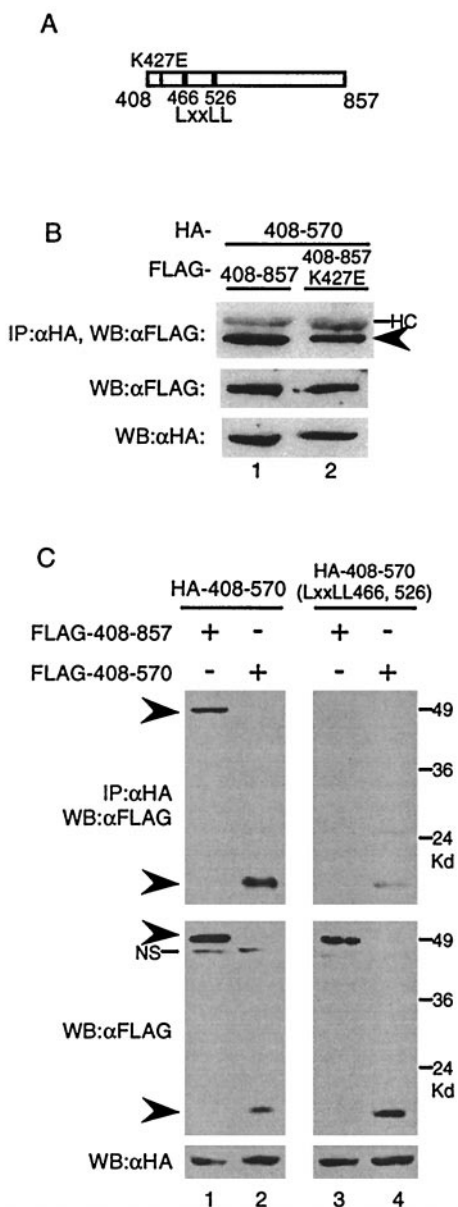 A
K427E
408 466 526 857
LxxLL
B
HA- 408-570
FLAG- 408-857 408-857 K427E
HC
IP:αHA, WB:αFLAG:
WB:αFLAG:
WB:αHA:
1 2
C
HA-408-570 HA-408-570
(LxxLL466, 526)
FLAG-408-857 + - + -
FLAG-408-570 - + - +
49
36
IP:αHA
WB:αFLAG
24
Kd
49
NS
36
WB:αFLAG
24
Kd
WB:αHA
1 2 3 4